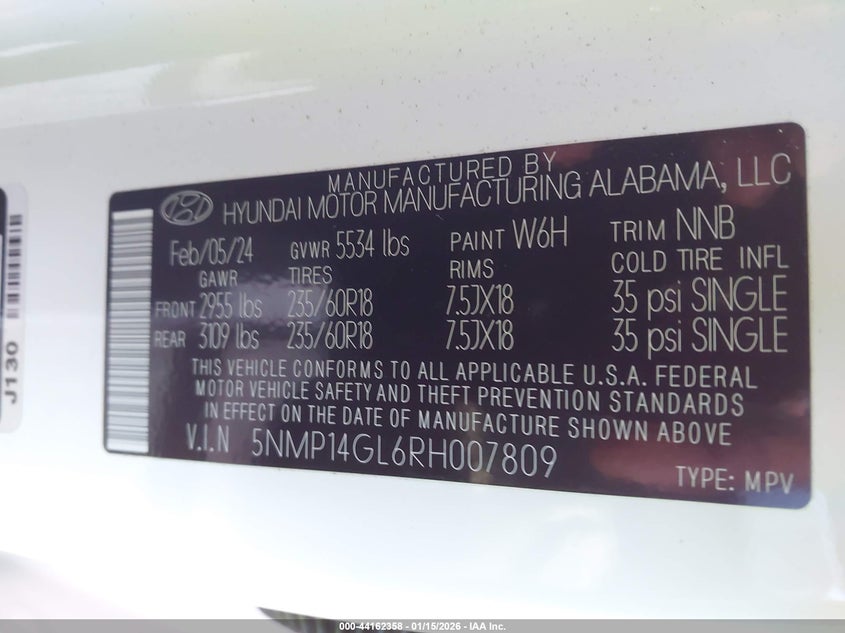 MANUFACTURED BY
HYUNDAI MOTOR MANUFACTURING ALABAMA, LLC
Feb/05/24 GVWR 5534 lbs PAINT W6H TRIM NNB
GAWR TIRES RIMS COLD TIRE INFL
FRONT 2955 lbs 235/60R18 7.5JX18 35 psi SINGLE
REAR 3109 lbs 235/60R18 7.5JX18 35 psi SINGLE
THIS VEHICLE CONFORMS TO ALL APPLICABLE U.S.A. FEDERAL
MOTOR VEHICLE SAFETY AND THEFT PREVENTION STANDARDS
IN EFFECT ON THE DATE OF MANUFACTURE SHOWN ABOVE
V.I.N 5NMP14GL6RH007809
TYPE: MPV
J130
000-44162358 - 01/15/2026 - IAA Inc.